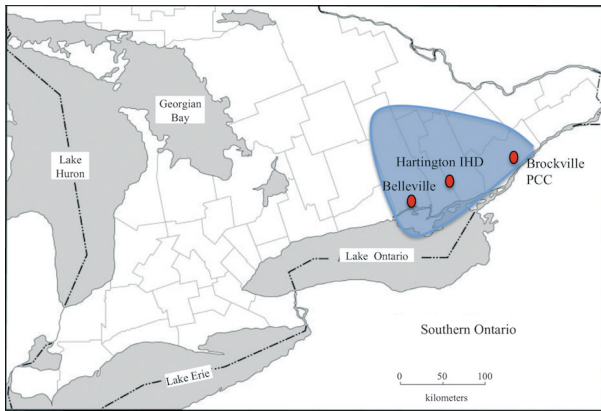 Georgian
Bay
Lake
Huron
Hartington IHD
Brockville
PCC
Belleville
Lake Ontario
Southern Ontario
Lake Erie
0 50 100
kilometers